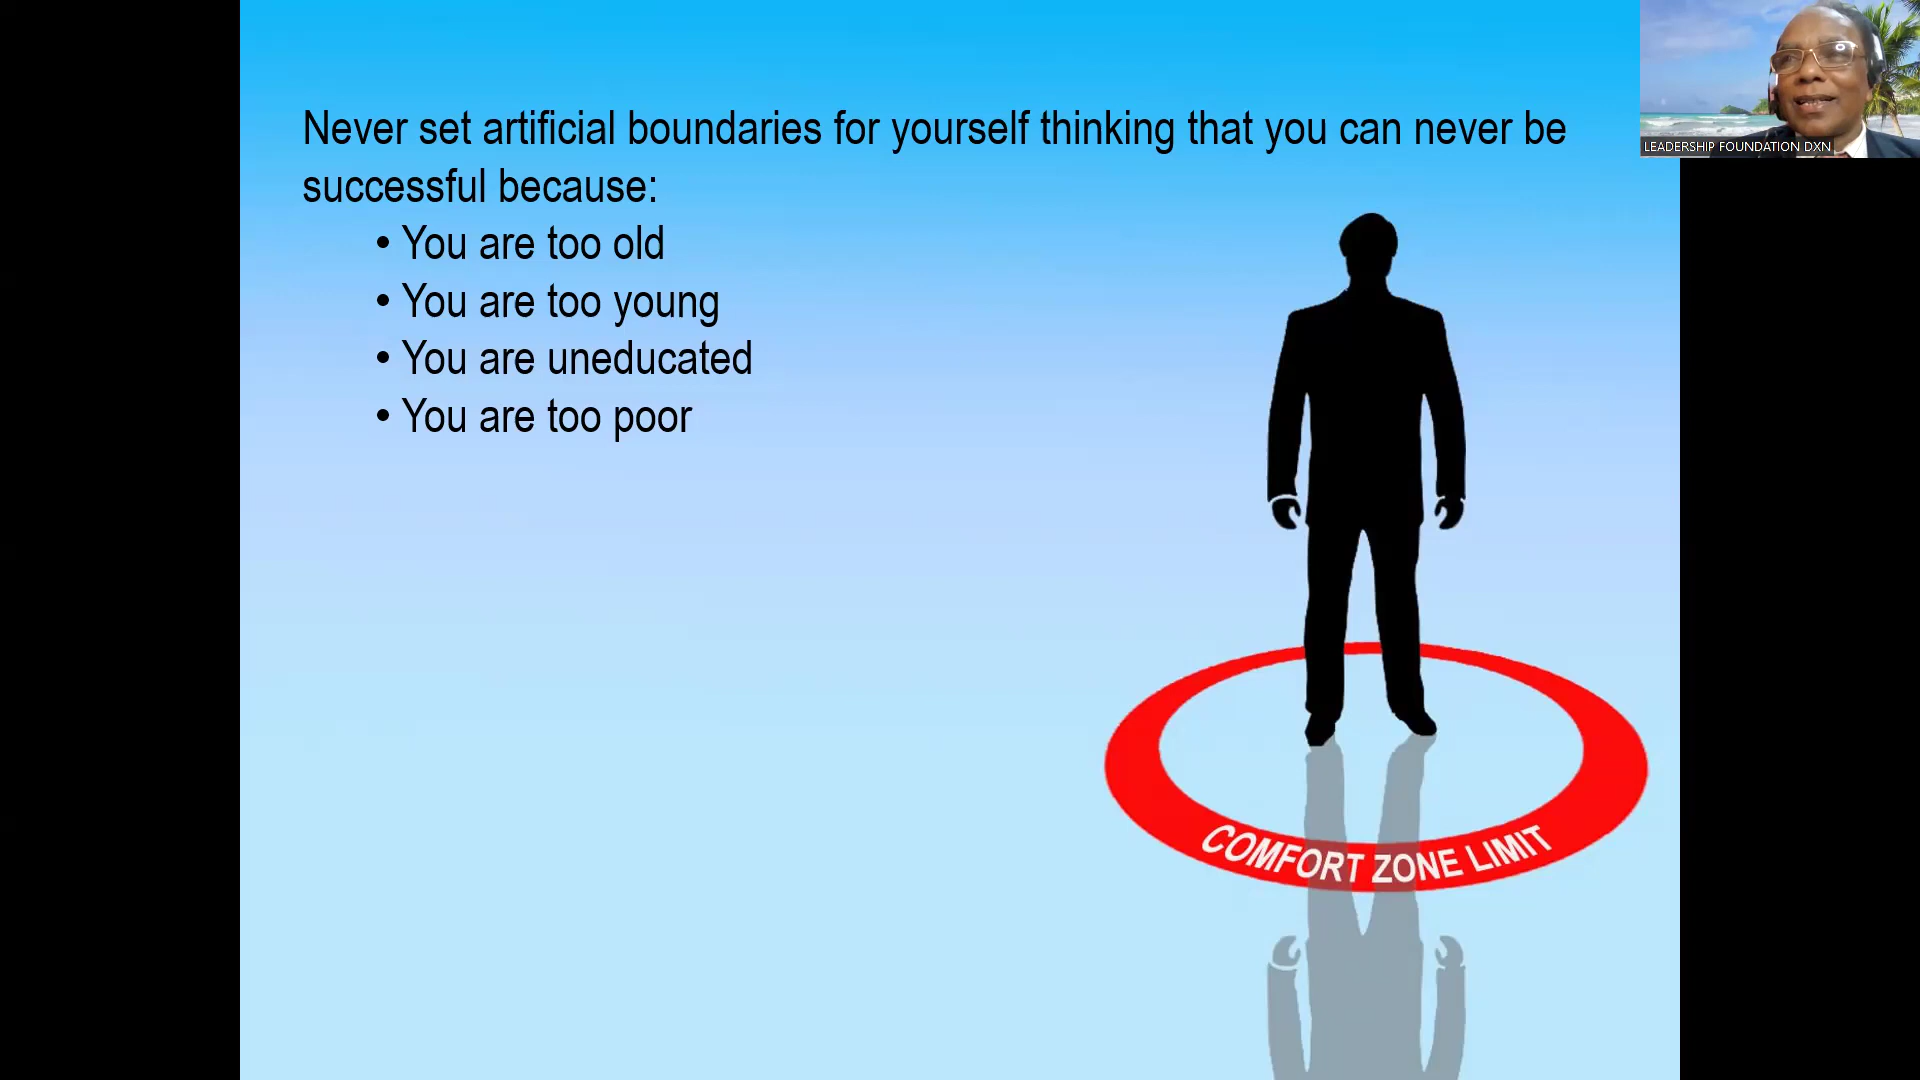 Never set artificial boundaries for yourself thinking that you can never be
successful because:
• You are too old
• You are too young
• You are uneducated
• You are too poor
COMFORT ZONE LIMIT
LEADERSHIP FOUNDATION DXN